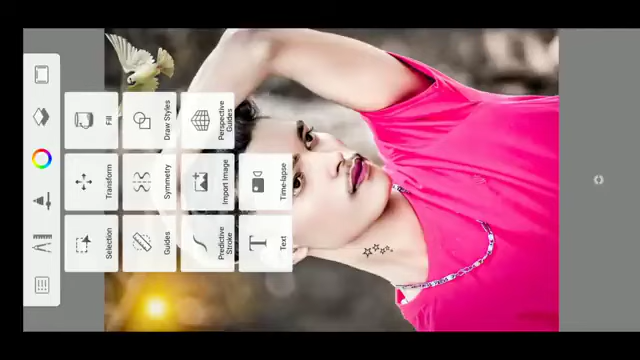 Fill
Draw Styles
Perspective
Guides
Transform
Symmetry
Import Image
Time-lapse
Selection
Guides
Predictive
Stroke
Text